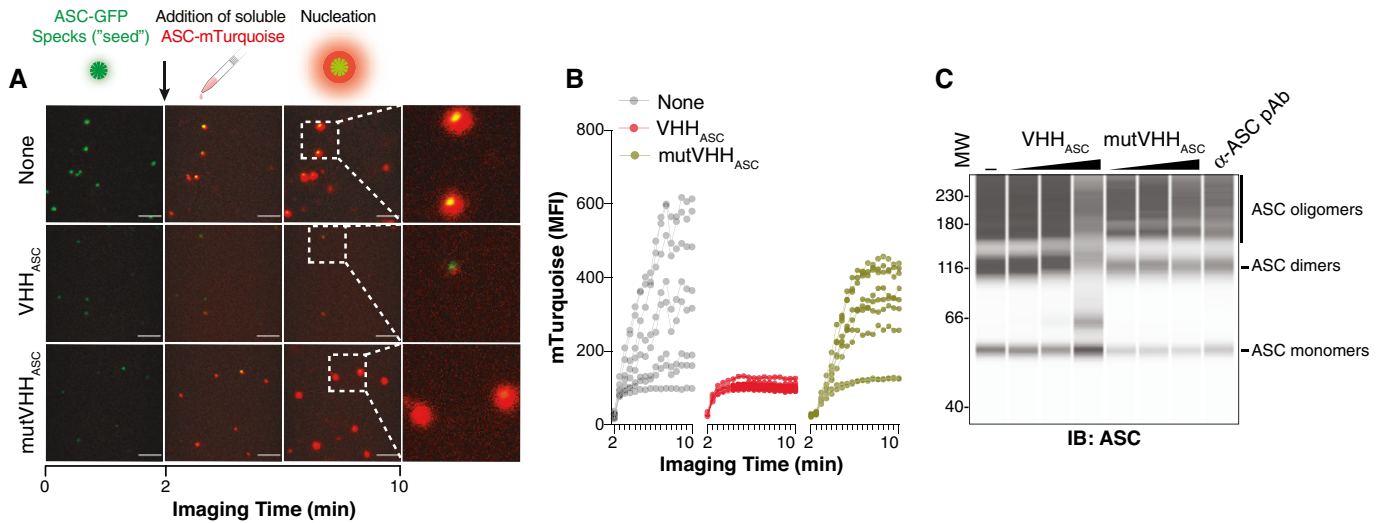 ASC-GFP
Specks ("seed")
Addition of soluble
ASC-mTurquoise
Nucleation
A
None
VHHASC
mutVHHASC
0
2
10
Imaging Time (min)
B
None
VHHASC
mutVHHASC
mTurquoise (MFI)
800
600
400
200
0
2
10
2
10
2
10
Imaging Time (min)
C
MW
–
VHHASC
mutVHHASC
α-ASC pAb
230
180
116
66
40
ASC oligomers
ASC dimers
ASC monomers
IB: ASC